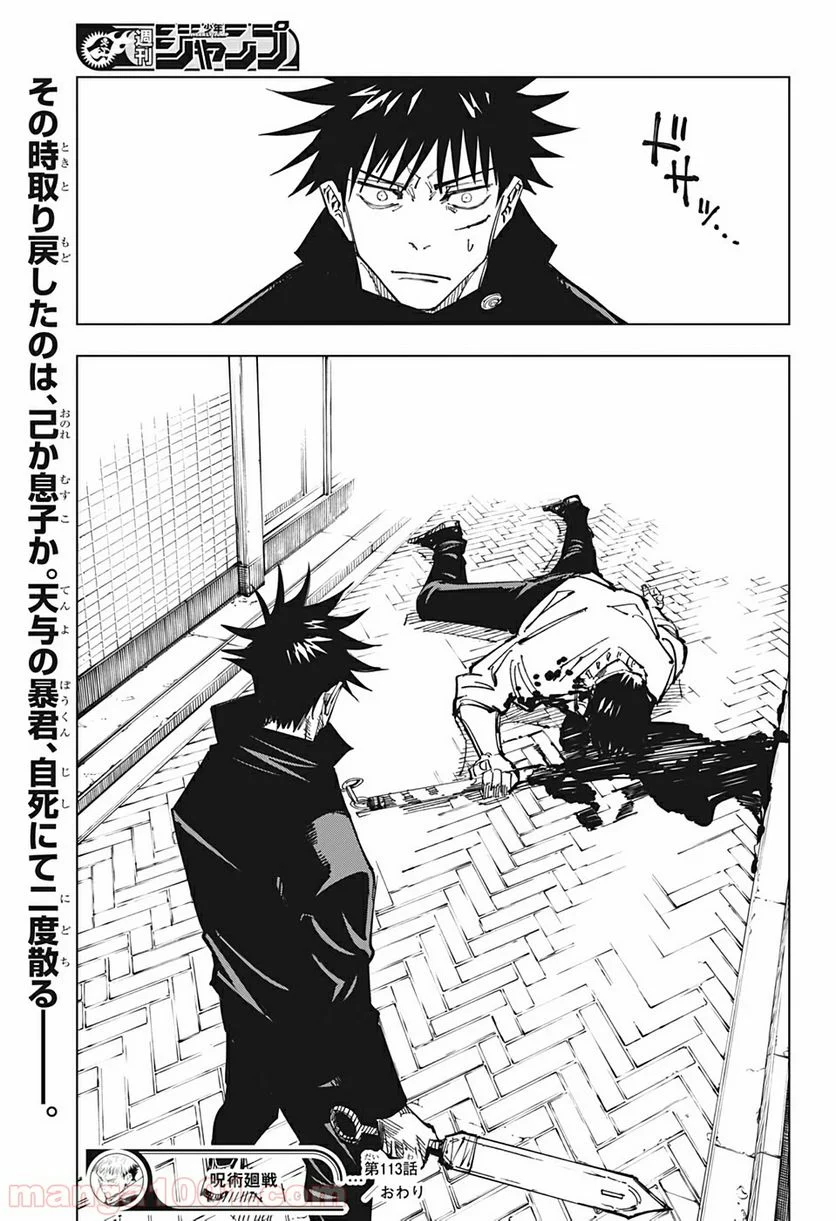 週刊少年ジャンプ
ドサッ…
その時取り戻したのは、己か息子か。天与の暴君、自死にて二度散る――。
呪術廻戦
第113話
おわり